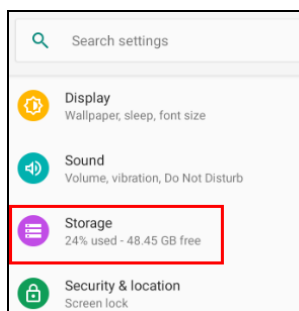 Search settings
Display
Wallpaper, sleep, font size
Sound
Volume, vibration, Do Not Disturb
Storage
24% used - 48.45 GB free
Security & location
Screen lock